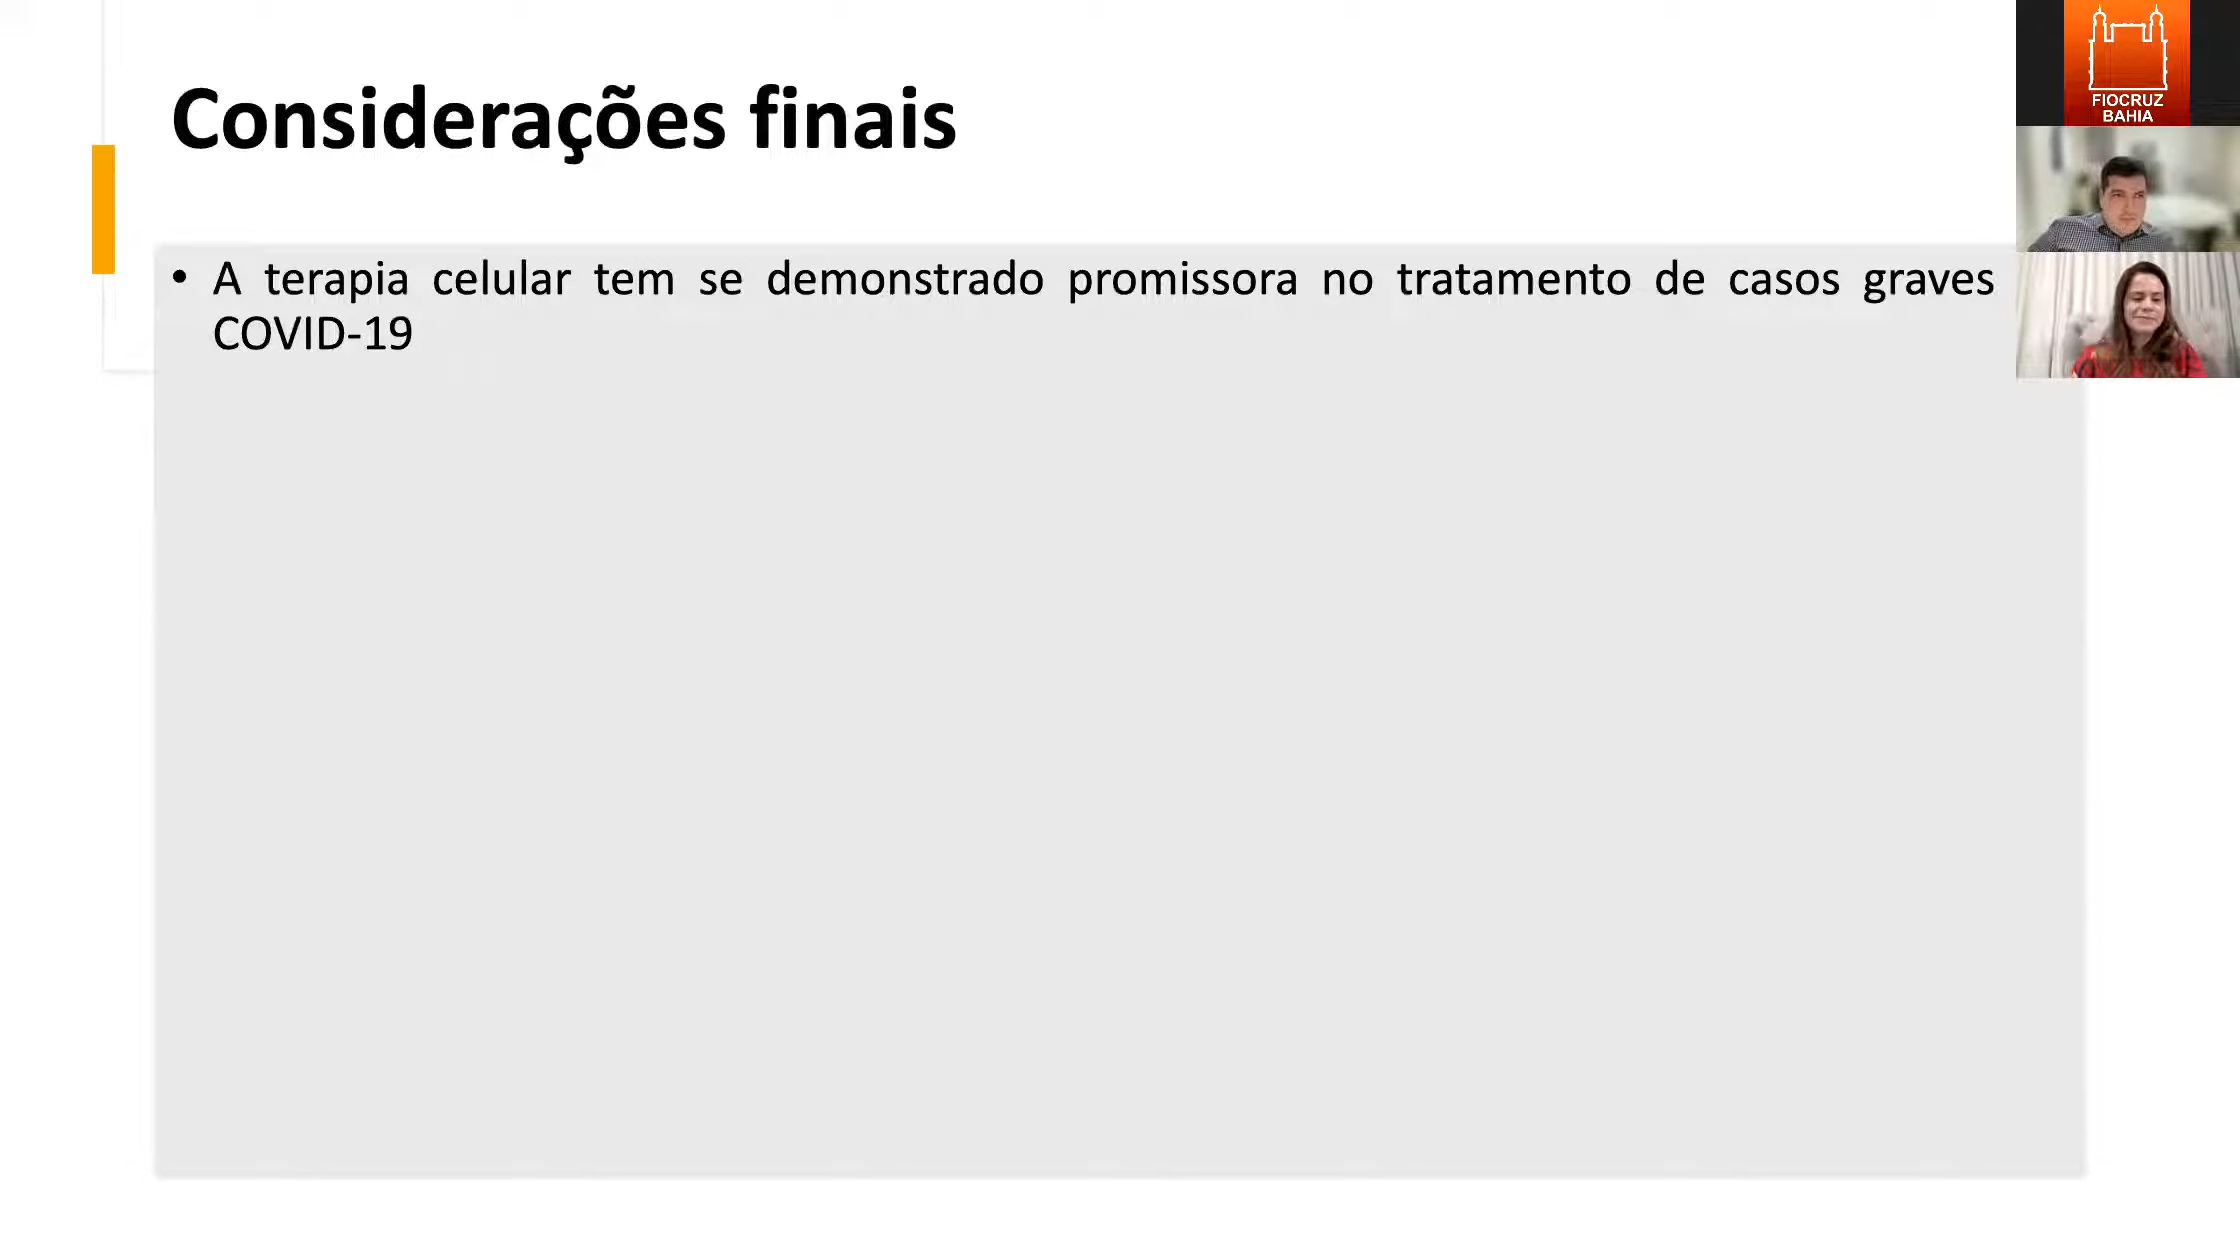 Considerações finais
• A terapia celular tem se demonstrado promissora no tratamento de casos graves
COVID-19
FIOCRUZ
BAHIA